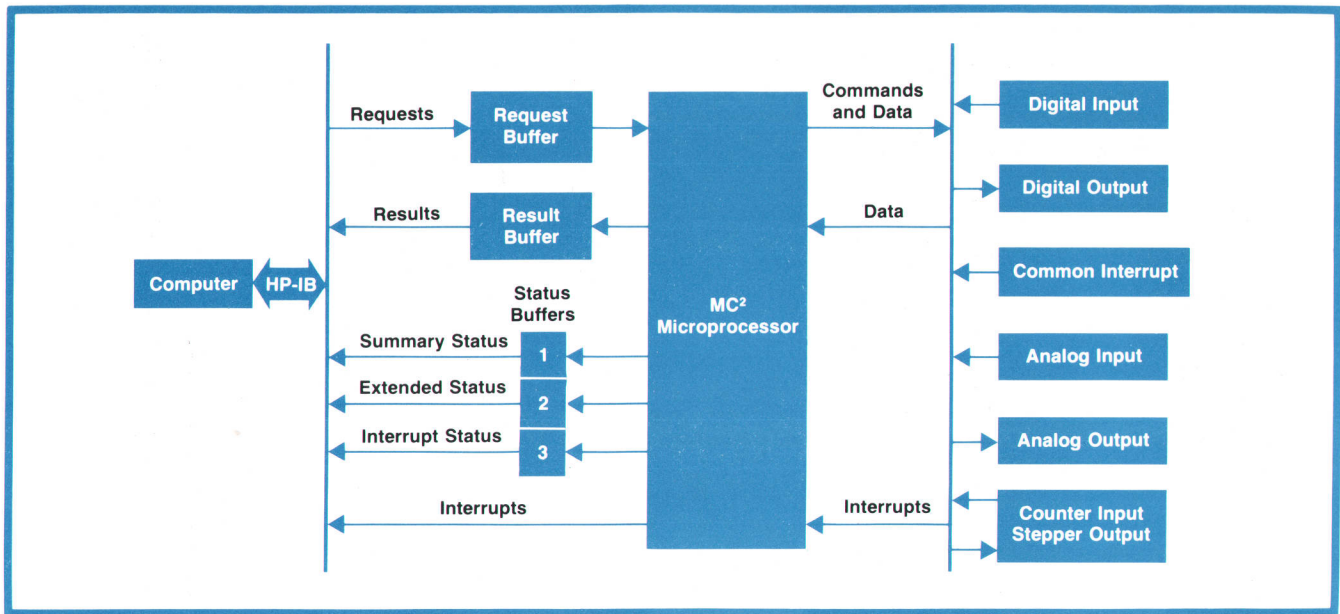 Requests
Request
Buffer
Results
Result
Buffer
Computer
HP-IB
Status
Buffers
Summary Status
1
Extended Status
2
Interrupt Status
3
Interrupts
MC²
Microprocessor
Commands
and Data
Data
Interrupts
Digital Input
Digital Output
Common Interrupt
Analog Input
Analog Output
Counter Input
Stepper Output